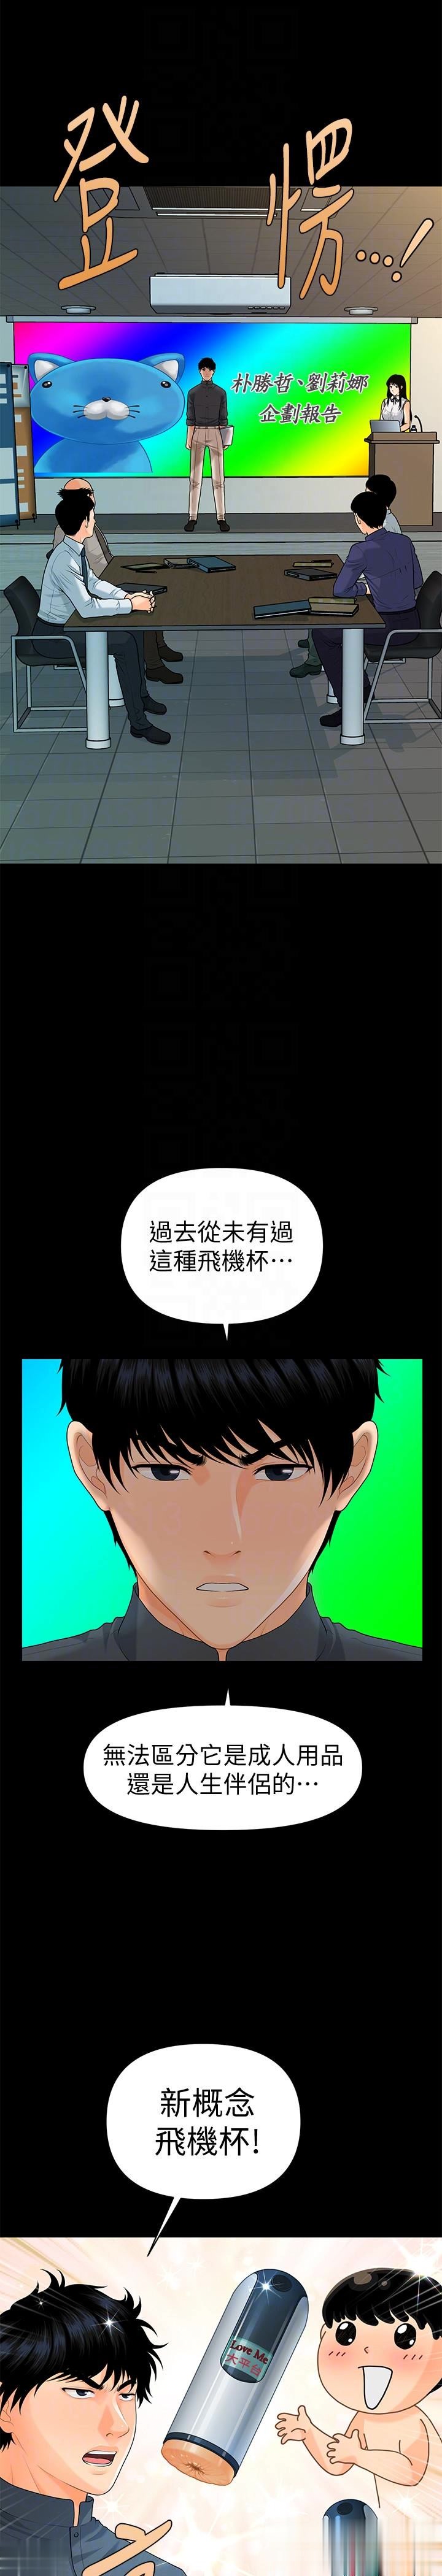 登
愣…!
朴勝哲、劉莉娜
企劃報告
過去從未有過
這種飛機杯…
無法區分它是成人用品
還是人生伴侶的…
新概念
飛機杯!
Love Me
大平台